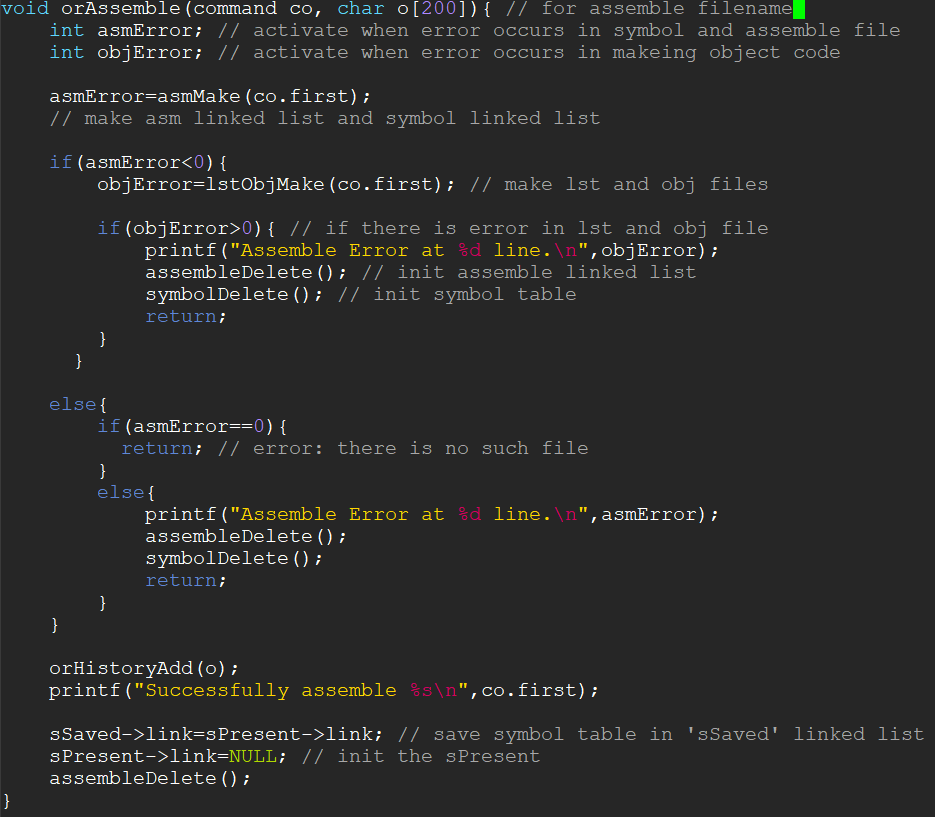 void orAssemble(command co, char o[200]){ // for assemble filename
    int asmError; // activate when error occurs in symbol and assemble file
    int objError; // activate when error occurs in makeing object code

    asmError=asmMake(co.first);
    // make asm linked list and symbol linked list

    if(asmError<0){
        objError=lstObjMake(co.first); // make lst and obj files

        if(objError>0){ // if there is error in lst and obj file
            printf("Assemble Error at %d line.\n",objError);
            assembleDelete(); // init assemble linked list
            symbolDelete(); // init symbol table
            return;
        }
      }

    else{
        if(asmError==0){
          return; // error: there is no such file
        }
        else{
            printf("Assemble Error at %d line.\n",asmError);
            assembleDelete();
            symbolDelete();
            return;
        }
    }

    orHistoryAdd(o);
    printf("Successfully assemble %s\n",co.first);

    sSaved->link=sPresent->link; // save symbol table in 'sSaved' linked list
    sPresent->link=NULL; // init the sPresent
    assembleDelete();
}